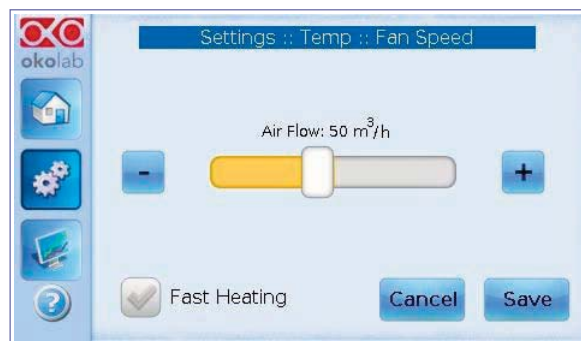 Settings :: Temp :: Fan Speed
okolab
Air Flow: 50 m³/h
-
+
Fast Heating
Cancel
Save
?